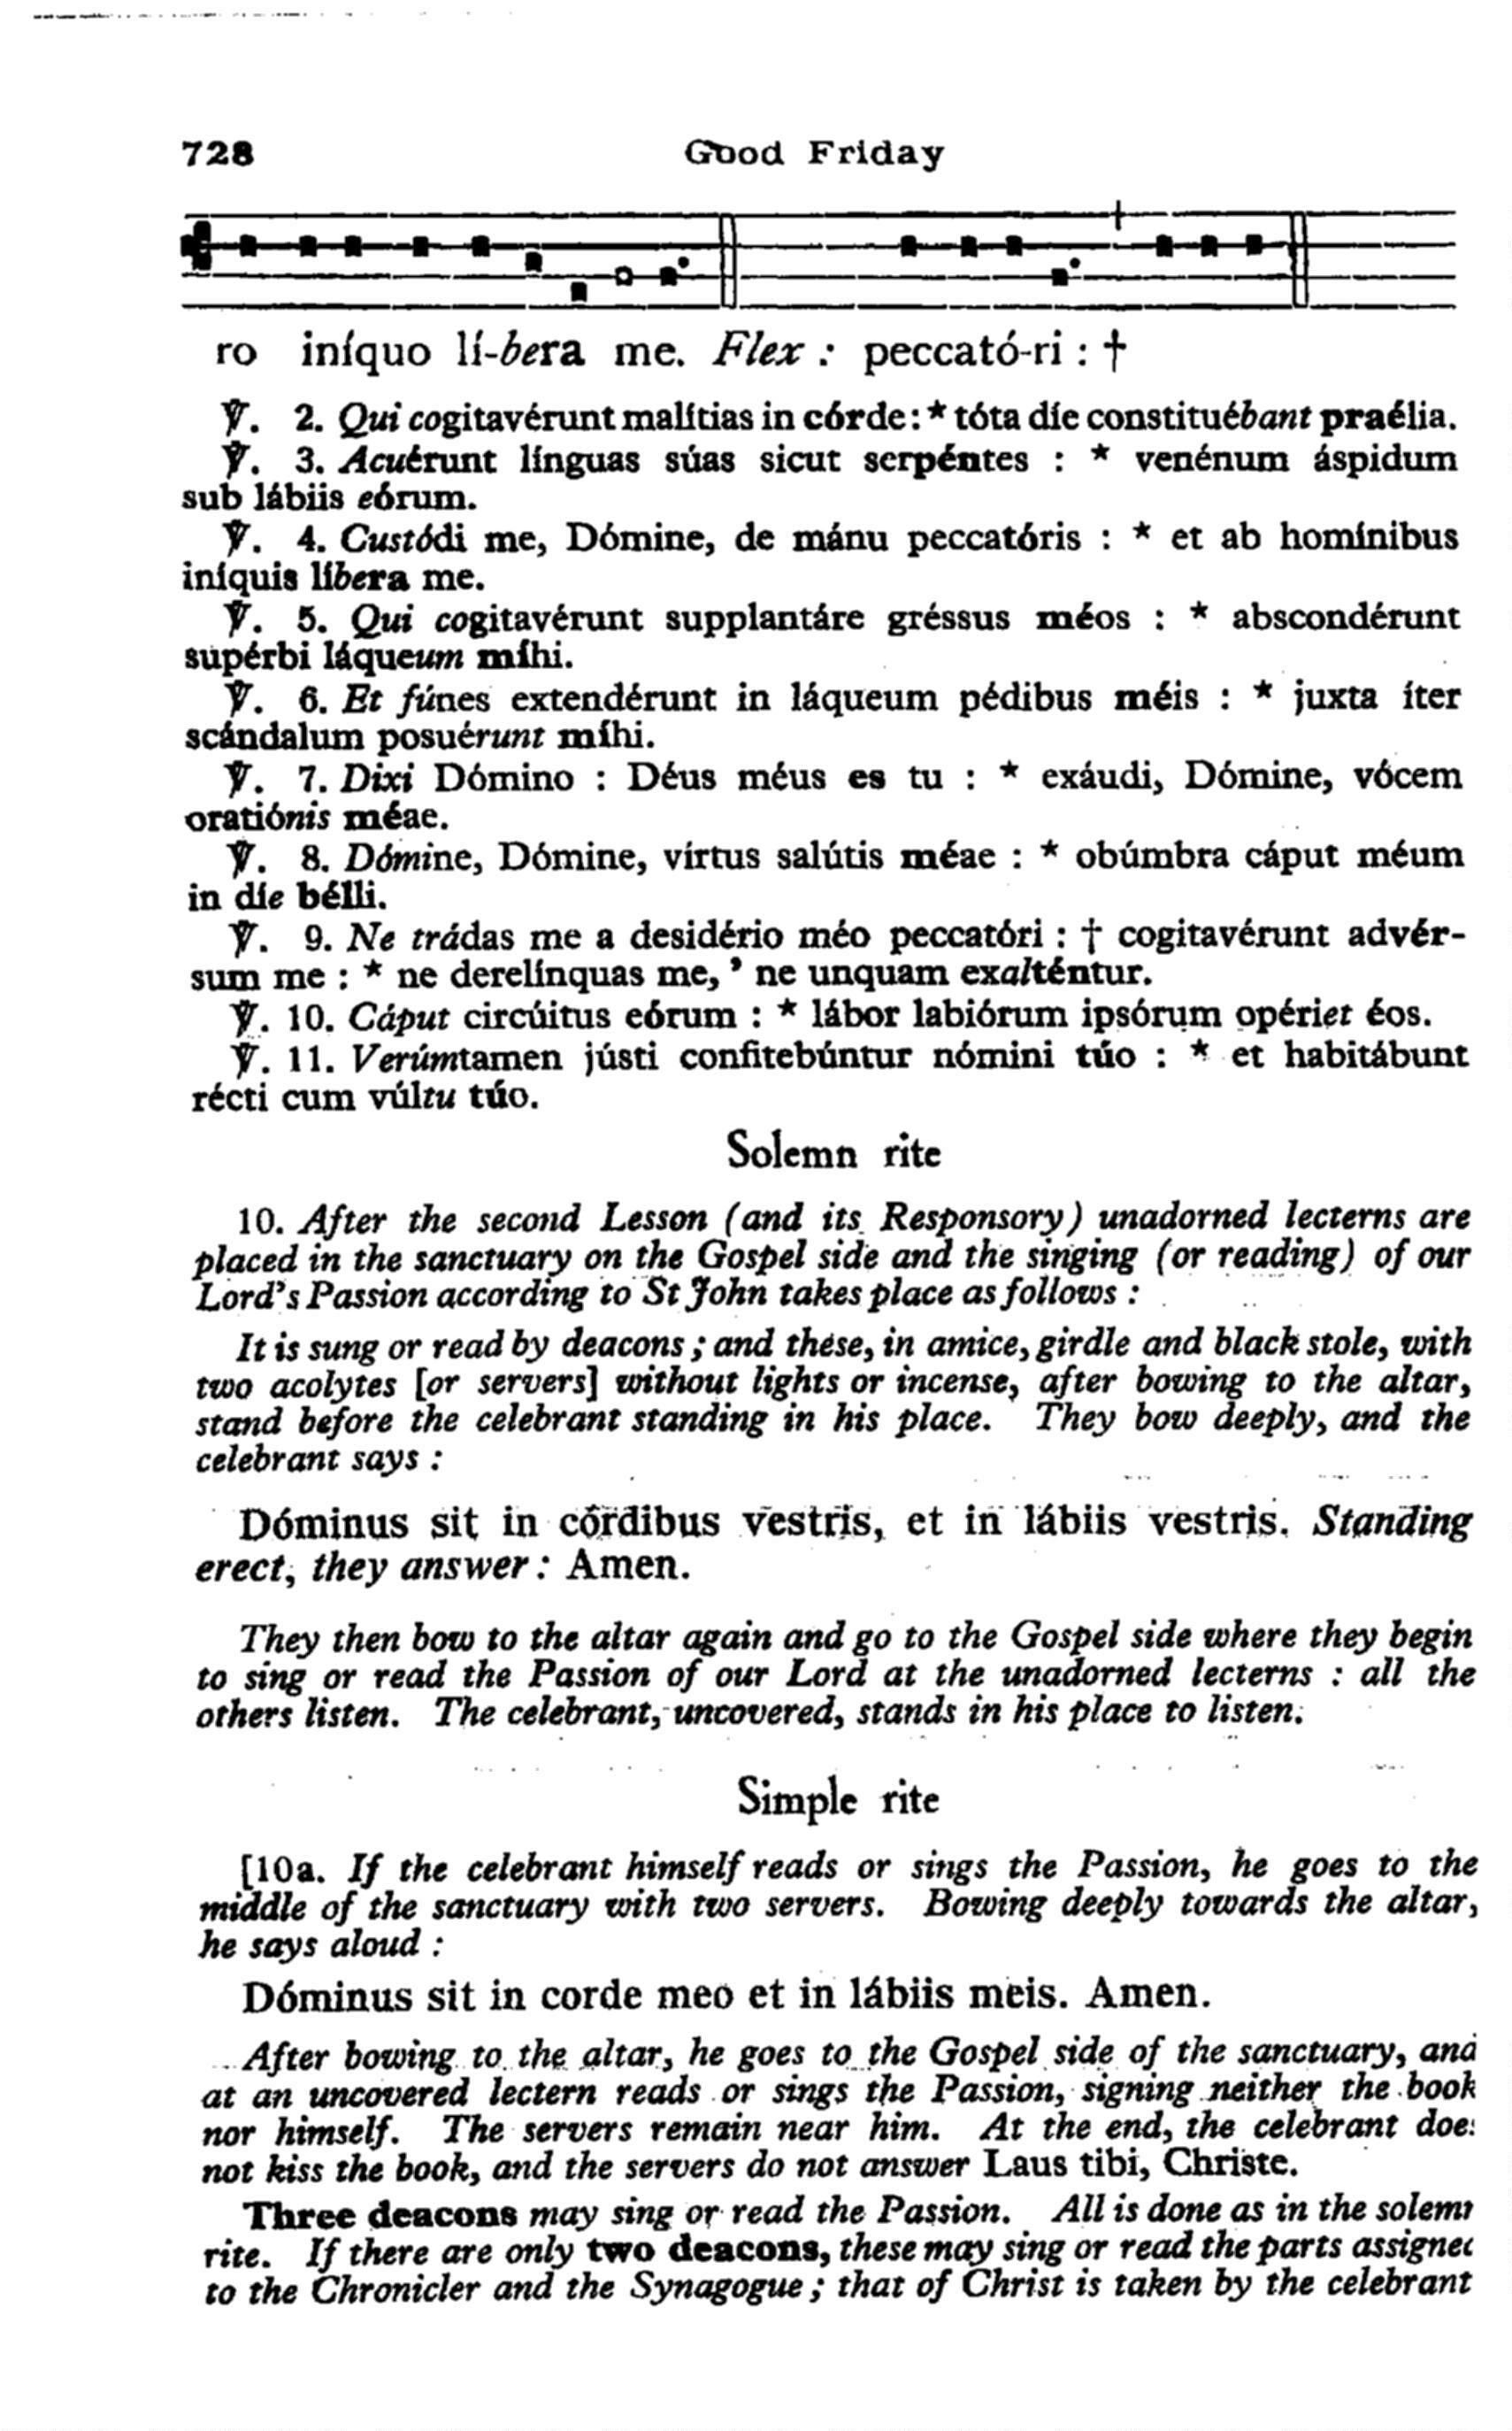 728 Good Friday
ro iníquo lí-bera me. Flex : peccató-ri : †
℣. 2. Qui cogitavérunt malítias in córde: * tóta díe constituébant praélia.
℣. 3. Acuérunt línguas súas sicut serpéntes : * venénum áspidum
sub lábiis eórum.
℣. 4. Custódi me, Dómine, de mánu peccatóris : * et ab homínibus
iníquis líbera me.
℣. 5. Qui cogitavérunt supplantáre gréssus méos : * abscondérunt
supérbi láqueum míhi.
℣. 6. Et fúnes extendérunt in láqueum pédibus méis : * juxta íter
scándalum posuérunt míhi.
℣. 7. Dixi Dómino : Déus méus es tu : * exáudi, Dómine, vócem
oratiónis méae.
℣. 8. Dómine, Dómine, vírtus salútis méae : * obúmbra cáput méum
in díe bélli.
℣. 9. Ne trádas me a desidério méo peccatóri : † cogitavérunt advér-
sum me : * ne derelínquas me, ’ ne unquam exalténtur.
℣. 10. Cáput circúitus eórum : * lábor labiórum ipsórum opériet éos.
℣. 11. Verúmtamen jústi confitebúntur nómini túo : * et habitábunt
récti cum vúltu túo.
Solemn rite
10. After the second Lesson (and its Responsory) unadorned lecterns are
placed in the sanctuary on the Gospel side and the singing (or reading) of our
Lord's Passion according to St John takes place as follows :
It is sung or read by deacons ; and these, in amice, girdle and black stole, with
two acolytes [or servers] without lights or incense, after bowing to the altar,
stand before the celebrant standing in his place. They bow deeply, and the
celebrant says :
Dóminus sit in córdibus vestris, et in lábiis vestris. Standing
erect, they answer : Amen.
They then bow to the altar again and go to the Gospel side where they begin
to sing or read the Passion of our Lord at the unadorned lecterns : all the
others listen. The celebrant, uncovered, stands in his place to listen.
Simple rite
[10a. If the celebrant himself reads or sings the Passion, he goes to the
middle of the sanctuary with two servers. Bowing deeply towards the altar,
he says aloud :
Dóminus sit in corde meo et in lábiis meis. Amen.
After bowing to the altar, he goes to the Gospel side of the sanctuary, and
at an uncovered lectern reads or sings the Passion, signing neither the book
nor himself. The servers remain near him. At the end, the celebrant does
not kiss the book, and the servers do not answer Laus tibi, Christe.
Three deacons may sing or read the Passion. All is done as in the solemn
rite. If there are only two deacons, these may sing or read the parts assigned
to the Chronicler and the Synagogue ; that of Christ is taken by the celebrant